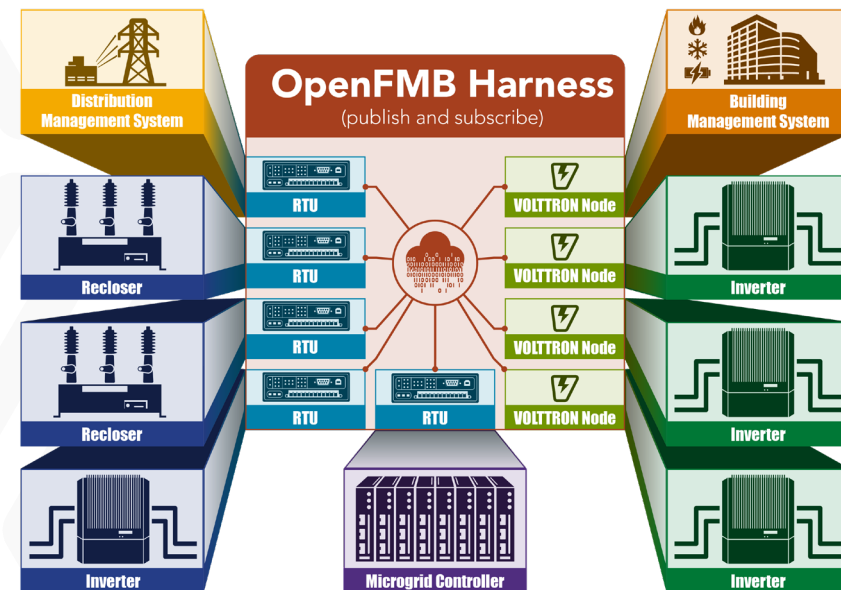 OpenFMB Harness
(publish and subscribe)
Distribution
Management System
Building
Management System
RTU
VOLTTRON Node
Recloser
RTU
VOLTTRON Node
Inverter
RTU
VOLTTRON Node
Recloser
RTU
RTU
VOLTTRON Node
Inverter
Inverter
Microgrid Controller
Inverter